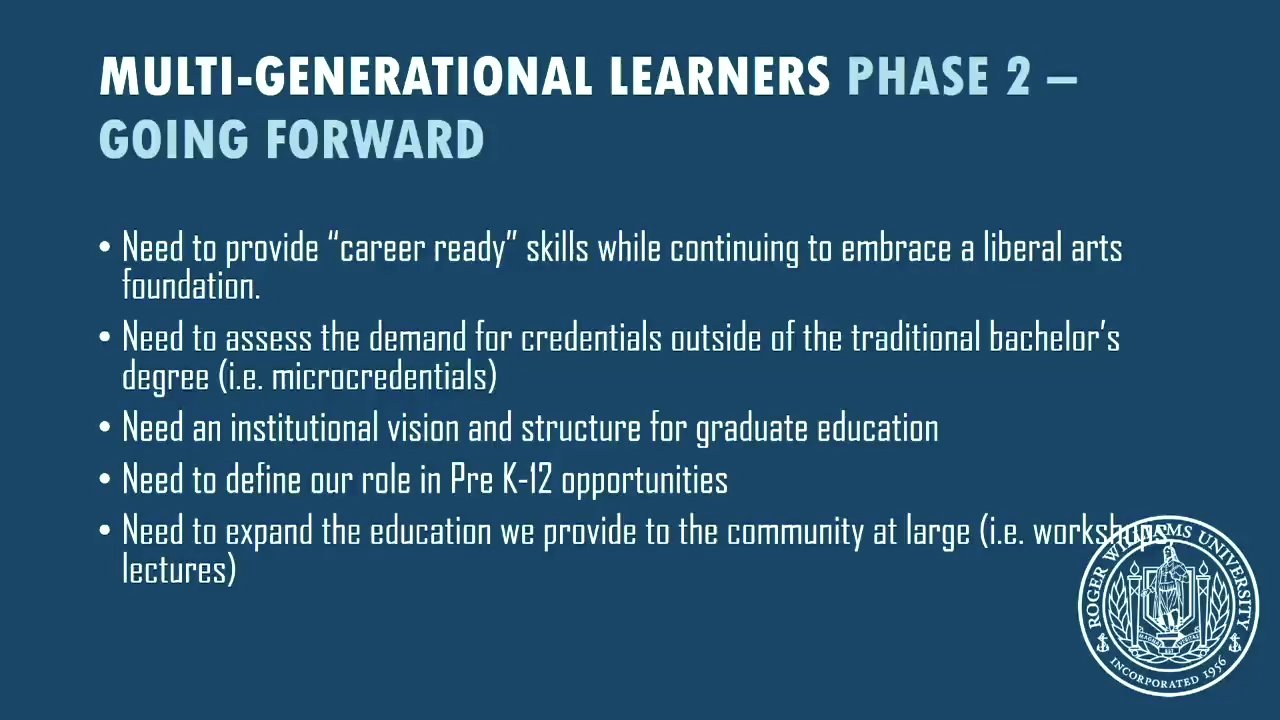 MULTI-GENERATIONAL LEARNERS PHASE 2 –
GOING FORWARD
• Need to provide “career ready” skills while continuing to embrace a liberal arts
foundation.
• Need to assess the demand for credentials outside of the traditional bachelor’s
degree (i.e. microcredentials)
• Need an institutional vision and structure for graduate education
• Need to define our role in Pre K-12 opportunities
• Need to expand the education we provide to the community at large (i.e. workshops,
lectures)
ROGER WILLIAMS UNIVERSITY
INCORPORATED 1956